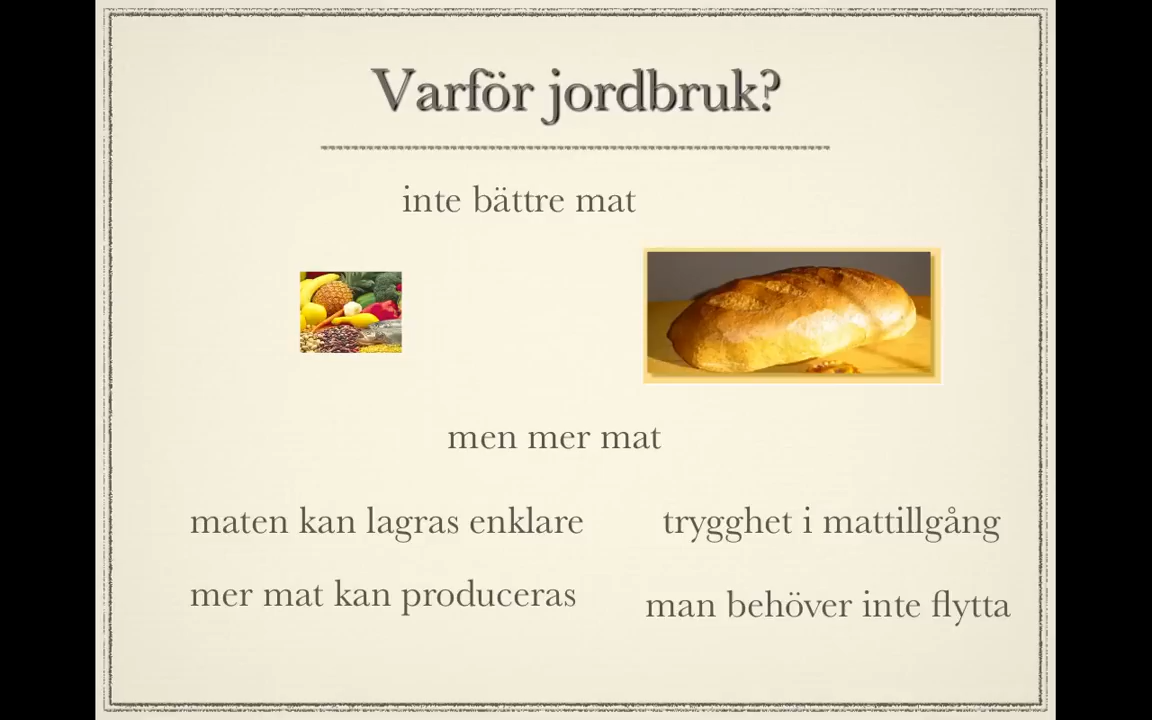 Varför jordbruk?
inte bättre mat
men mer mat
maten kan lagras enklare
trygghet i mattillgång
mer mat kan produceras
man behöver inte flytta